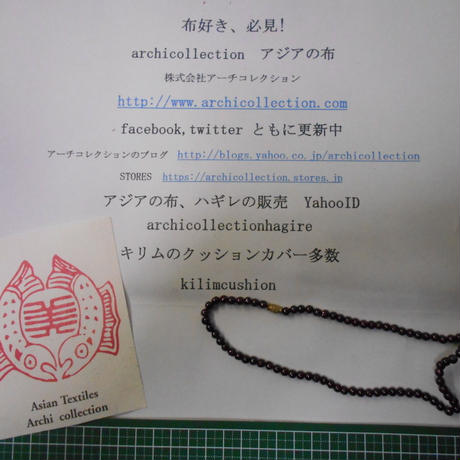 布好き、必見!
archicollection アジアの布
株式会社アーチコレクション
http://www.archicollection.com
facebook,twitter ともに更新中
アーチコレクションのブログ http://blogs.yahoo.co.jp/archicollection
STORES https://archicollection.stores.jp
アジアの布、ハギレの販売 YahooID
archicollectionhagire
キリムのクッションカバー多数
kilimcushion
Asian Textiles
Archi collection